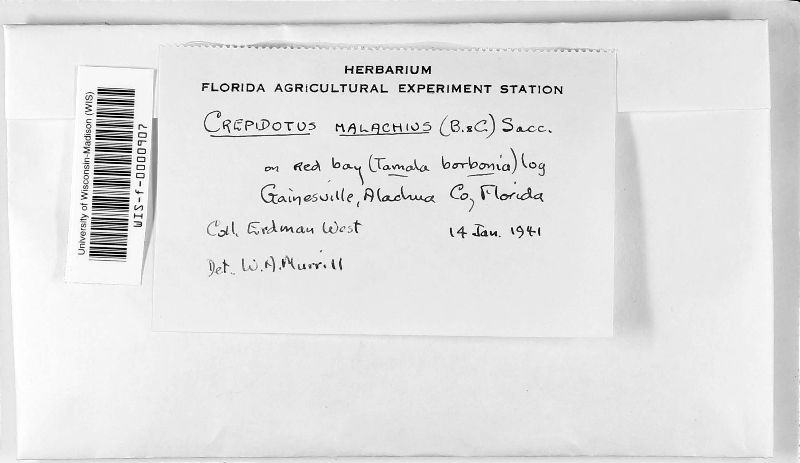 HERBARIUM
FLORIDA AGRICULTURAL EXPERIMENT STATION
CREPIDOTUS MALACHIUS (B.&C.) Sacc.
on Red bay (Tamala borbonia) log
Gainesville, Alachua Co, Florida
Coll. Erdman West 14 Jan. 1941
Det. W.A. Murrill
University of Wisconsin-Madison (WIS)
WIS-f-0000907